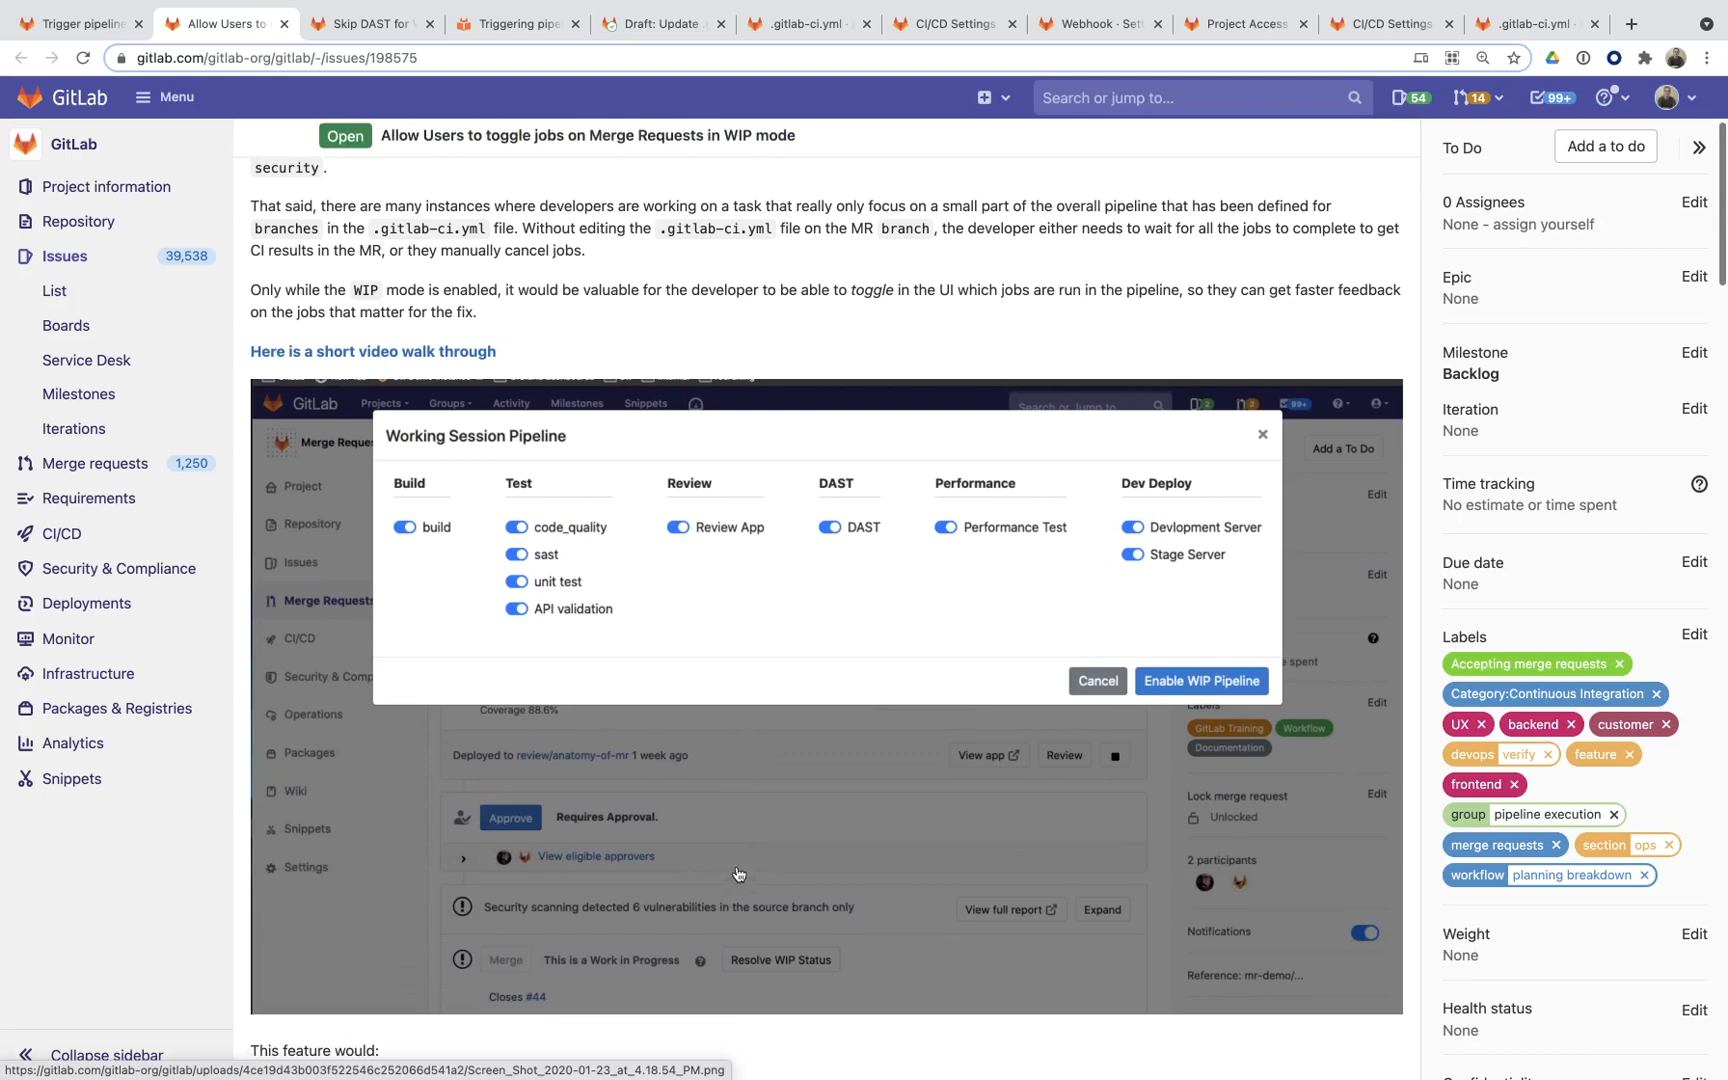 Trigger pipeline
Allow Users to
Skip DAST for
Triggering pipe
Draft: Update .
.gitlab-ci.yml ·
CI/CD Settings
Webhook · Sett
Project Access
CI/CD Settings
.gitlab-ci.yml ·
gitlab.com/gitlab-org/gitlab/-/issues/198575
GitLab
Menu
Search or jump to...
54
14
99+
GitLab
Project information
Repository
Issues 39,538
List
Boards
Service Desk
Milestones
Iterations
Merge requests 1,250
Requirements
CI/CD
Security & Compliance
Deployments
Monitor
Infrastructure
Packages & Registries
Analytics
Snippets
Collapse sidebar
Open Allow Users to toggle jobs on Merge Requests in WIP mode
security .
That said, there are many instances where developers are working on a task that really only focus on a small part of the overall pipeline that has been defined for
branches in the .gitlab-ci.yml file. Without editing the .gitlab-ci.yml file on the MR branch , the developer either needs to wait for all the jobs to complete to get
CI results in the MR, or they manually cancel jobs.
Only while the WIP mode is enabled, it would be valuable for the developer to be able to toggle in the UI which jobs are run in the pipeline, so they can get faster feedback
on the jobs that matter for the fix.
Here is a short video walk through
GitLab Projects Groups Activity Milestones Snippets
Search or jump to
2
2
99+
Merge Reque
Project
Repository
Issues
Merge Requests
CI/CD
Security & Comp
Operations
Packages
Wiki
Snippets
Settings
Working Session Pipeline
Build Test Review DAST Performance Dev Deploy
build code_quality Review App DAST Performance Test Devlopment Server
sast Stage Server
unit test
API validation
Cancel Enable WIP Pipeline
Coverage 88.6%
Deployed to review/anatomy-of-mr 1 week ago View app Review
Approve Requires Approval.
View eligible approvers
Security scanning detected 6 vulnerabilities in the source branch only View full report Expand
Merge This is a Work in Progress Resolve WIP Status
Closes #44
Add a To Do
Edit
Edit
e spent
Labels Edit
GitLab Training Workflow
Documentation
Lock merge request Edit
Unlocked
2 participants
Notifications
Reference: mr-demo/...
This feature would:
https://gitlab.com/gitlab-org/gitlab/uploads/4ce19d43b003f522546c252066d541a2/Screen_Shot_2020-01-23_at_4.18.54_PM.png
To Do Add a to do
0 Assignees Edit
None - assign yourself
Epic Edit
None
Milestone Edit
Backlog
Iteration Edit
None
Time tracking
No estimate or time spent
Due date Edit
None
Labels Edit
Accepting merge requests
Category:Continuous Integration
UX backend customer
devops verify feature
frontend
group pipeline execution
merge requests section ops
workflow planning breakdown
Weight Edit
None
Health status Edit
None